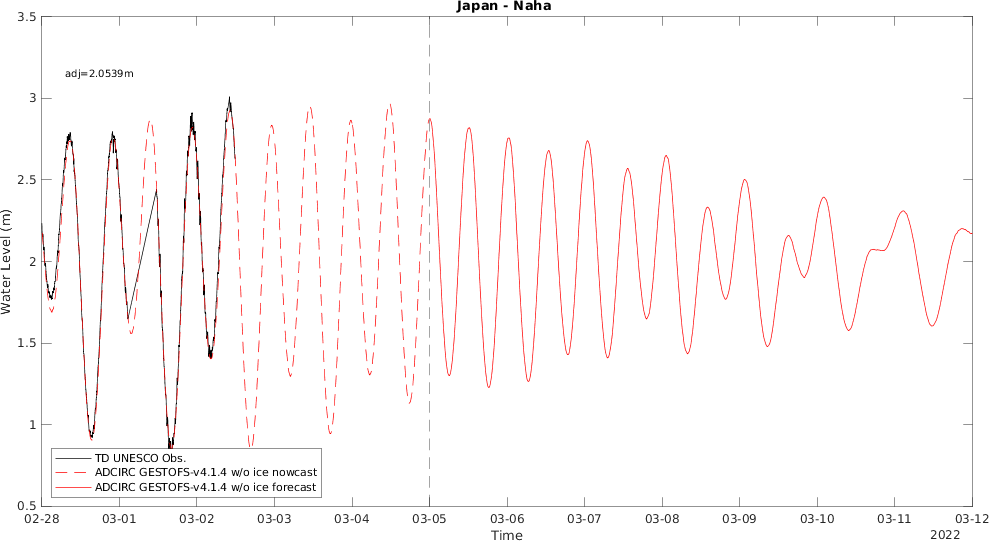 Japan - Naha
adj=2.0539m
Water Level (m)
3.5
3
2.5
2
1.5
1
0.5
TD UNESCO Obs.
ADCIRC GESTOFS-v4.1.4 w/o ice nowcast
ADCIRC GESTOFS-v4.1.4 w/o ice forecast
02-28 03-01 03-02 03-03 03-04 03-05 03-06 03-07 03-08 03-09 03-10 03-11 03-12
Time
2022